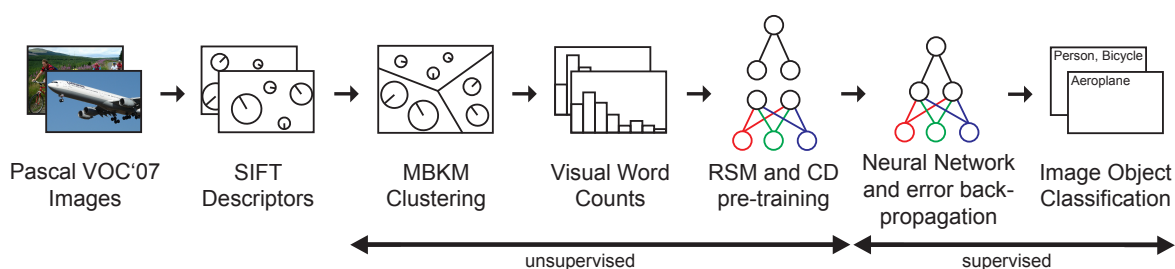 Person, Bicycle
Aeroplane
Pascal VOC'07
Images
SIFT
Descriptors
MBKM
Clustering
Visual Word
Counts
RSM and CD
pre-training
Neural Network
and error back-
propagation
Image Object
Classification
unsupervised
supervised